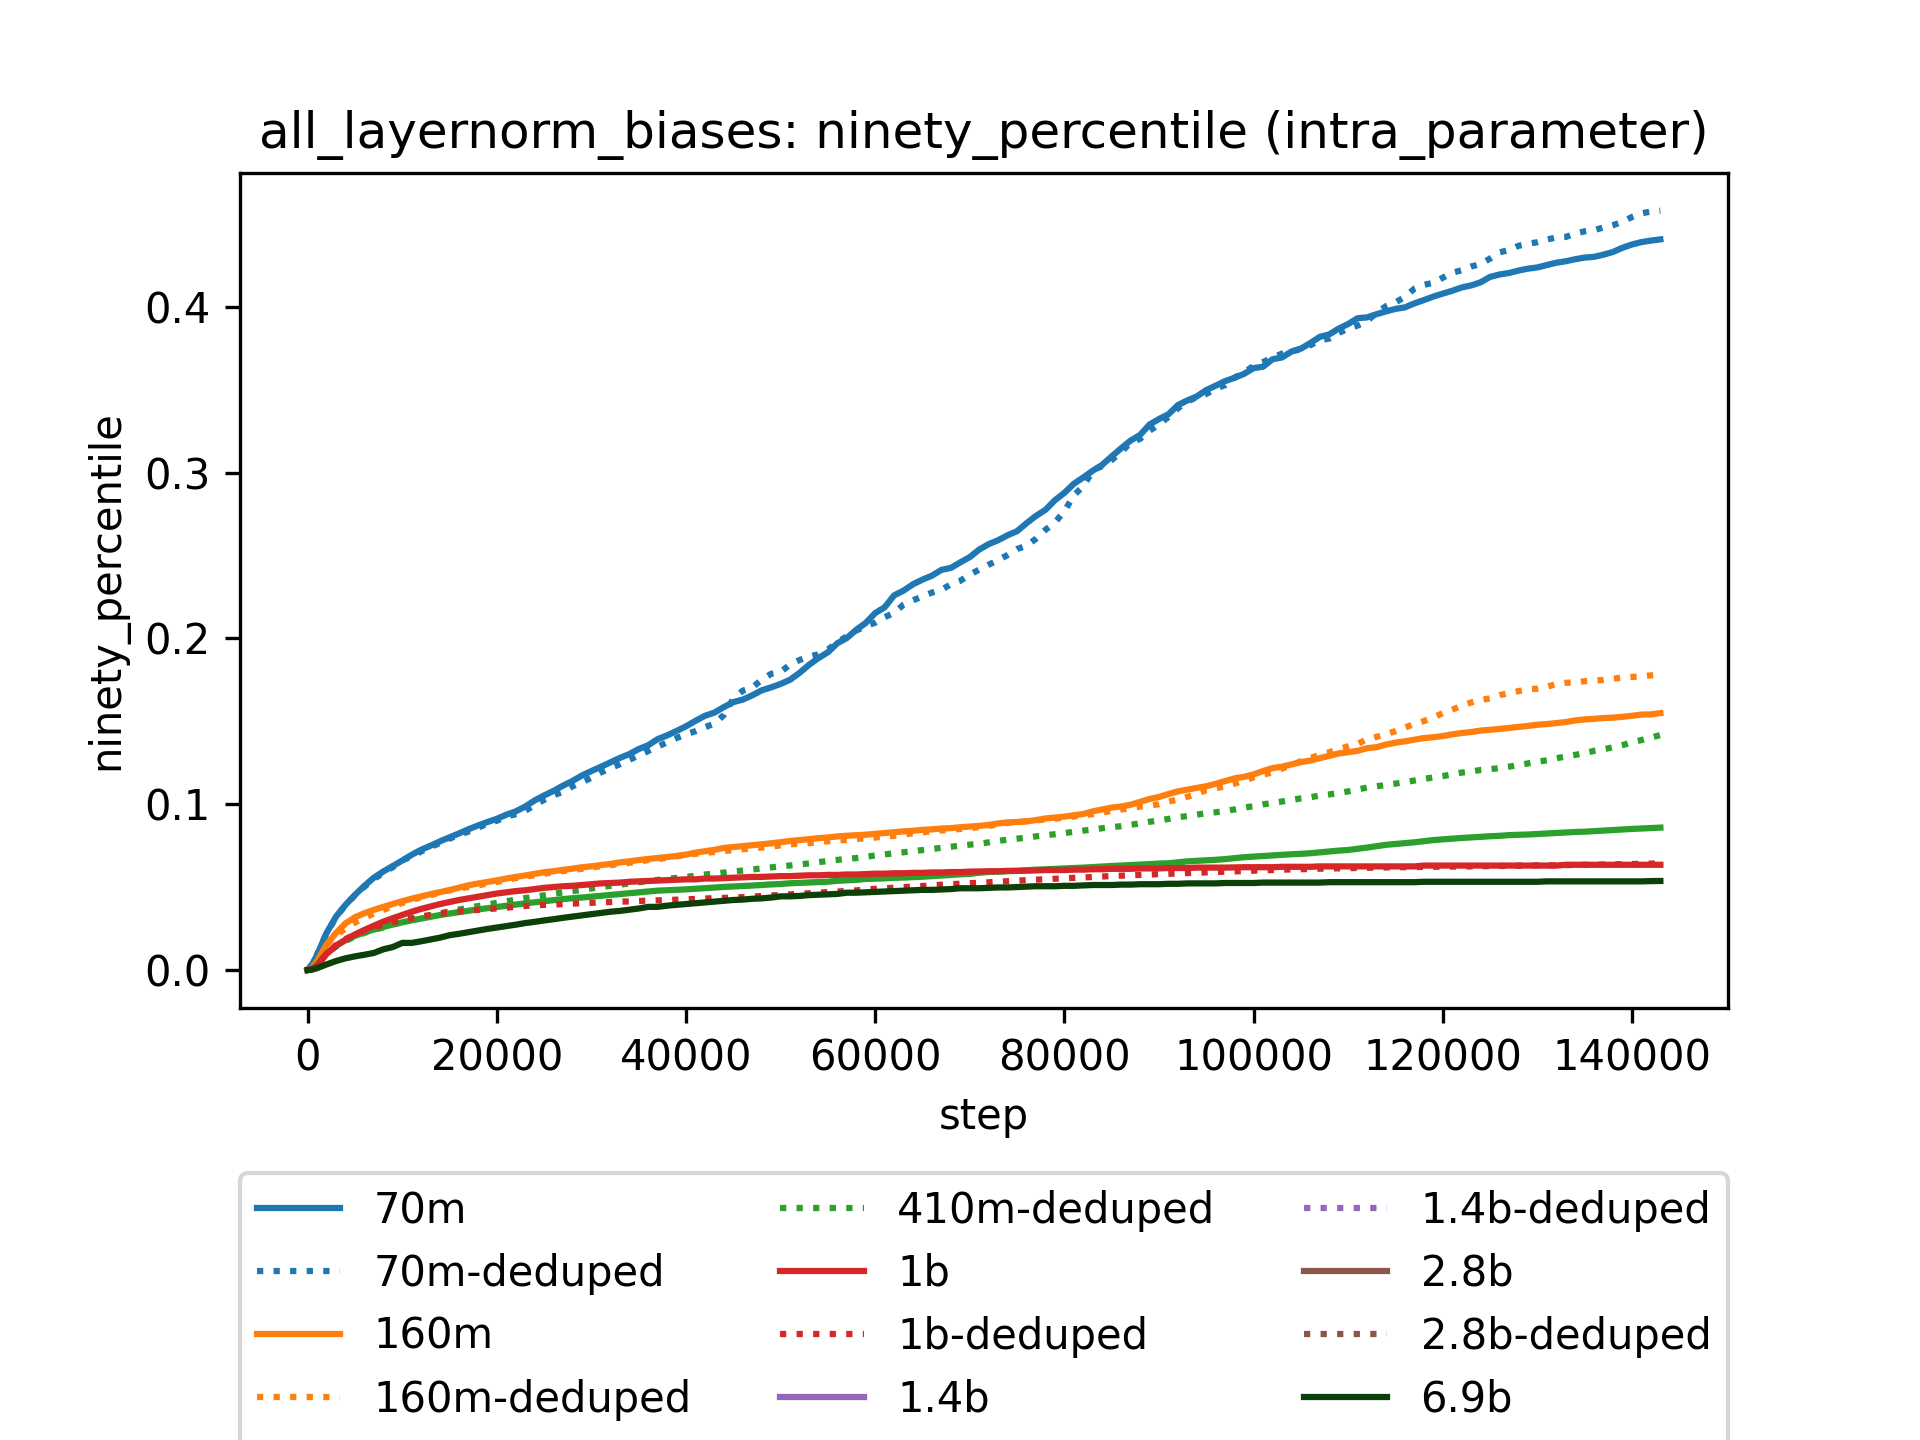 all_layernorm_biases: ninety_percentile (intra_parameter)
ninety_percentile
0.4
0.3
0.2
0.1
0.0
0 20000 40000 60000 80000 100000 120000 140000
step
70m
70m-deduped
160m
160m-deduped
410m-deduped
1b
1b-deduped
1.4b
1.4b-deduped
2.8b
2.8b-deduped
6.9b